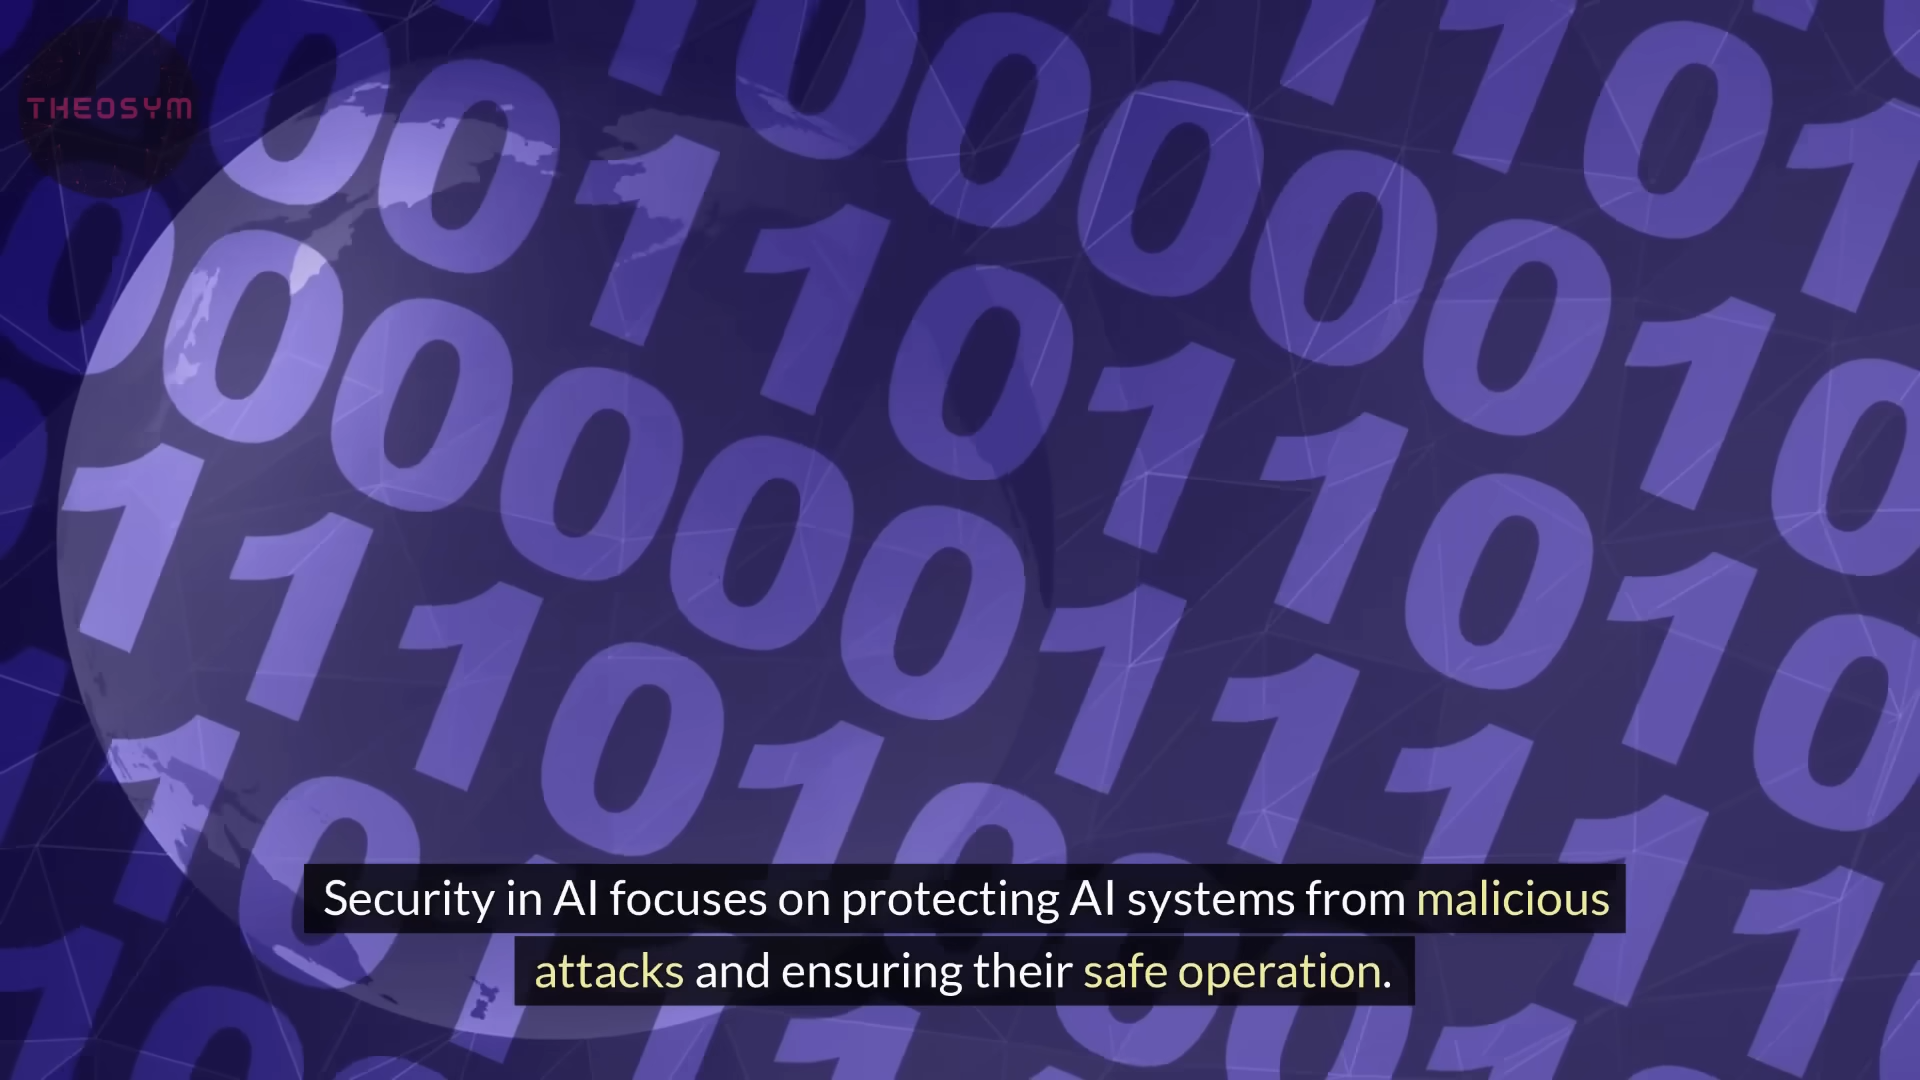 THEOSYM
Security in AI focuses on protecting AI systems from malicious
attacks and ensuring their safe operation.